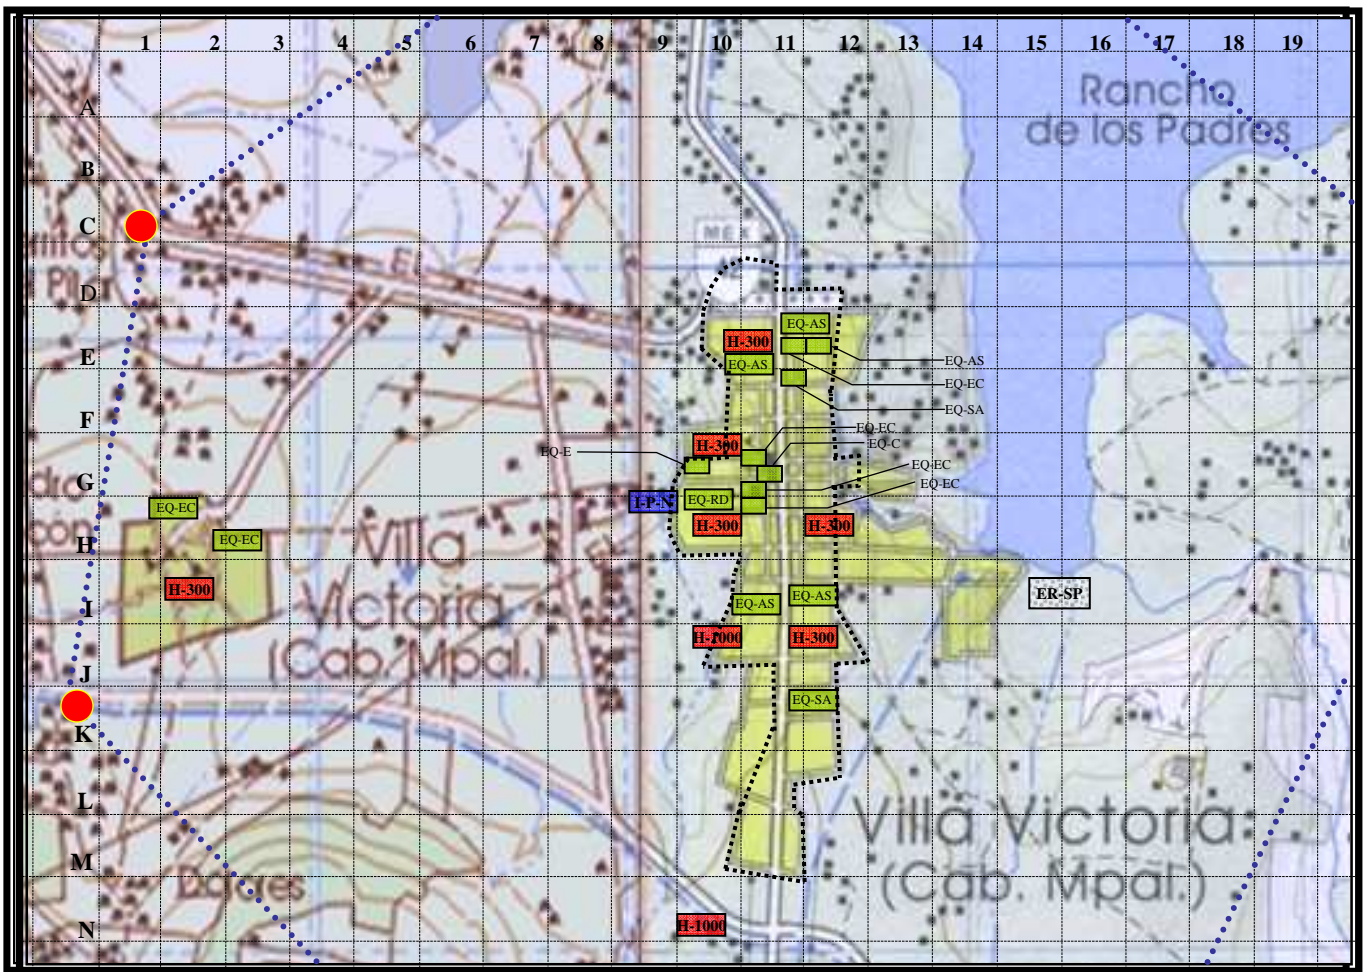 1 2 3 4 5 6 7 8 9 10 11 12 13 14 15 16 17 18 19
Rancho
de los Padres
A
B
C
MEX
El
D
EQ-AS
H-300
E
EQ-AS
EQ-AS
EQ-EC
EQ-SA
F
EQ-EC
H-300
EQ-C
EQ-E
EQ-EC
G
EQ-EC
EQ-RD
I-P-N
EQ-EC
H-300
H-300
EQ-EC
H
Villa
Victoria
(Cab. Mpal.)
H-300
ER-SP
EQ-AS
EQ-AS
I
H-1000
H-300
J
EQ-SA
K
L
Villa Victoria
(Cab. Mpal.)
M
Dolores
H-1000
N